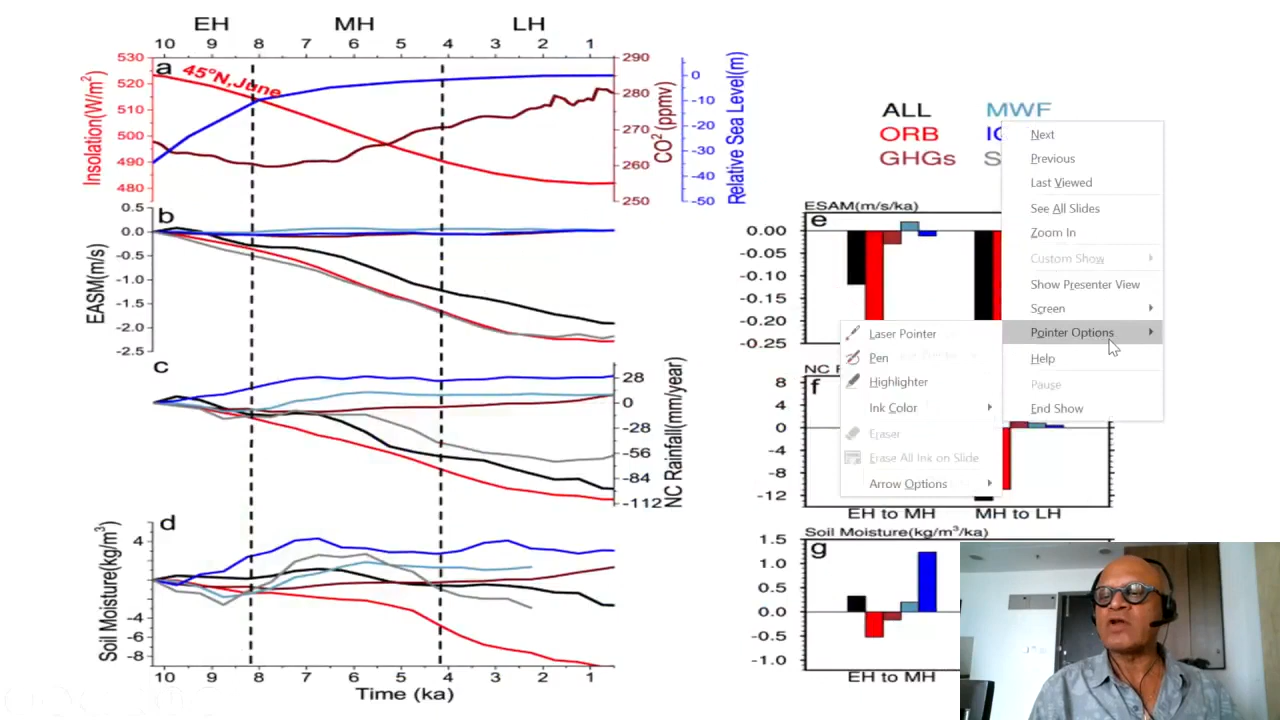 EH MH LH
10 9 8 7 6 5 4 3 2 1
530 520 510 500 490 480
Insolation(W/m²)
a
45°N,June
290 280 270 260 250
CO² (ppmv)
0 -10 -20 -30 -40 -50
Relative Sea Level(m)
0.5 0.0 -0.5 -1.0 -1.5 -2.0 -2.5
EASM(m/s)
b
c
28 0 -28 -56 -84 -112
NC Rainfall(mm/year)
4 0 -4 -6 -8
Soil Moisture(kg/m³)
d
10 9 8 7 6 5 4 3 2 1
Time (ka)
ALL MWF
ORB
GHGs
ESAM(m/s/ka)
e
0.00
-0.05
-0.10
-0.15
-0.20
-0.25
NC
f
8
4
0
-4
-8
-12
EH to MH MH to LH
Soil Moisture(kg/m³/ka)
g
1.5
1.0
0.5
0.0
-0.5
-1.0
EH to MH
Next
Previous
Last Viewed
See All Slides
Zoom In
Custom Show
Show Presenter View
Screen
Pointer Options
Help
Pause
End Show
Laser Pointer
Pen
Highlighter
Ink Color
Eraser
Erase All Ink on Slide
Arrow Options